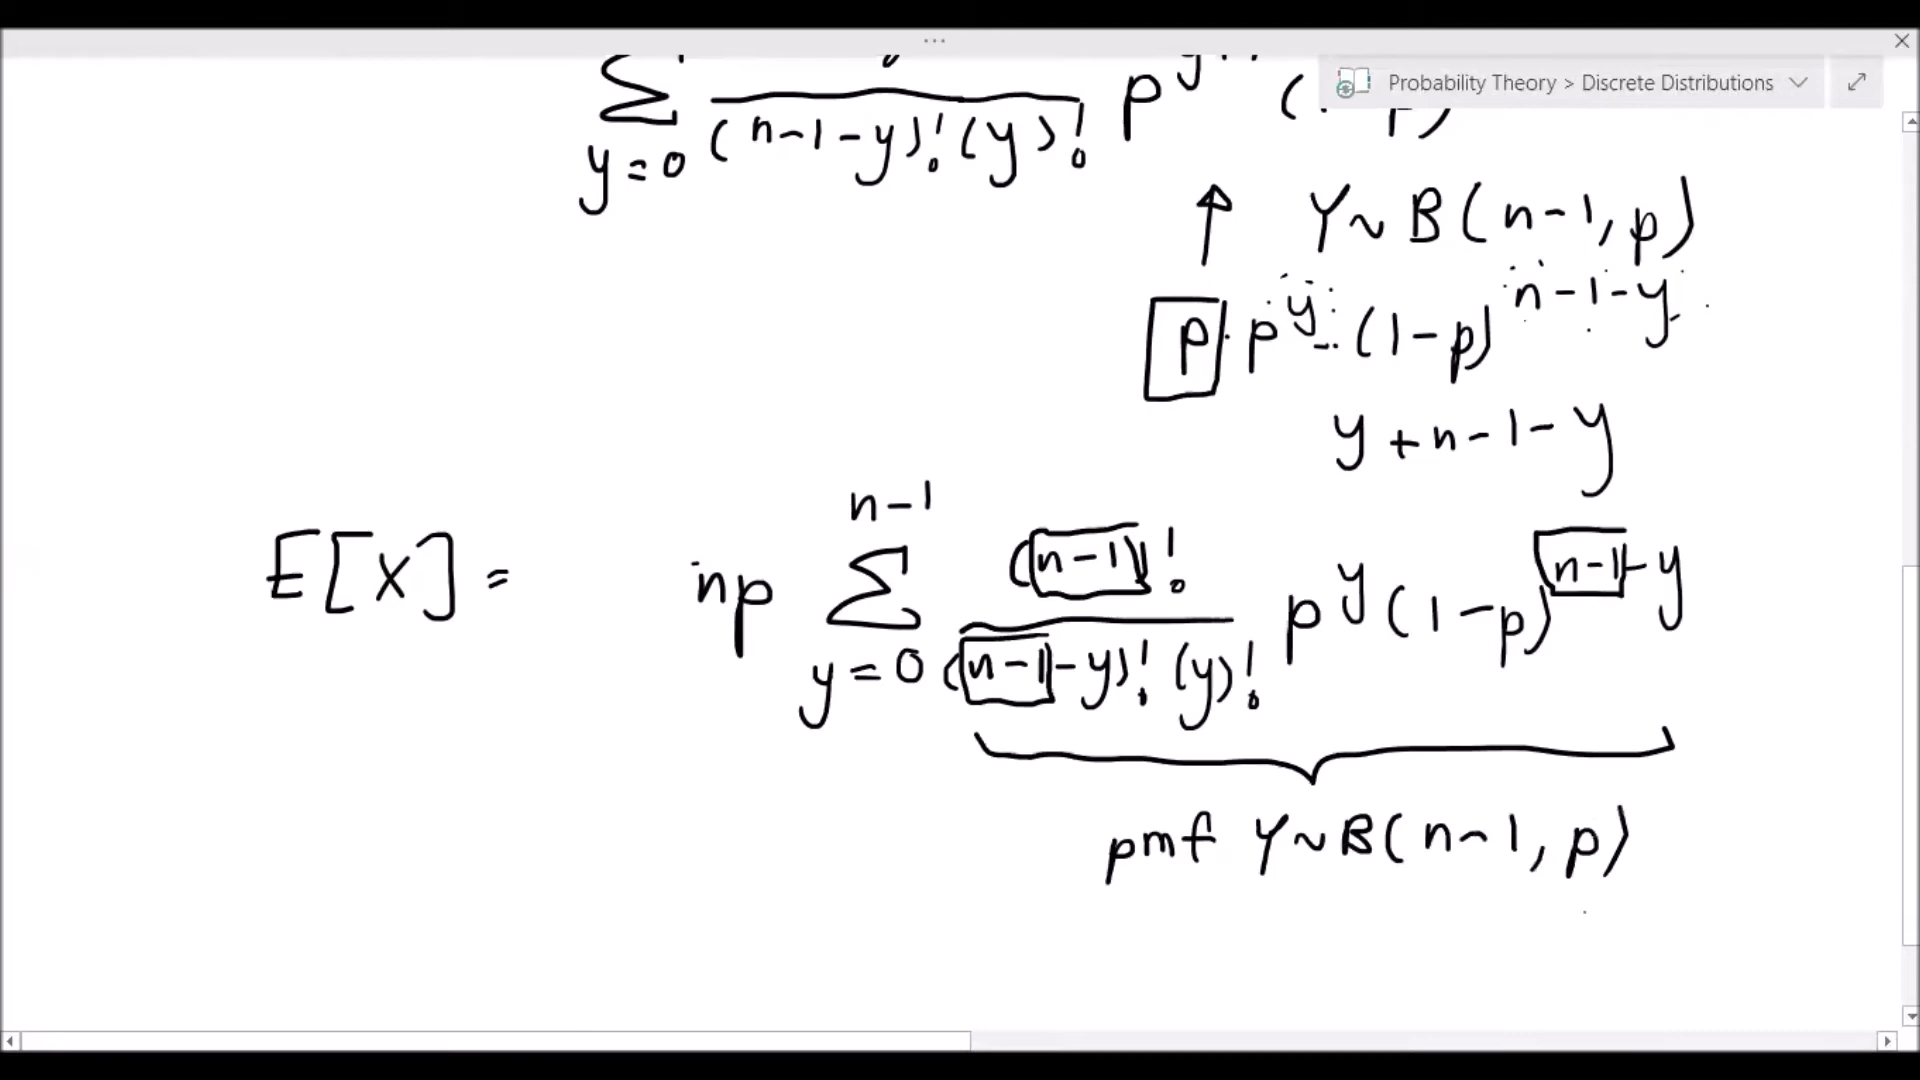 Probability Theory > Discrete Distributions
∑ y=0 / (n-1-y)! (y)! p^y (1-p)
Y~B(n-1,p)
p · p^y · (1-p)^n-1-y
y+n-1-y
E[X] = np ∑ y=0 n-1 (n-1)! / (n-1-y)! (y)! p^y (1-p)^n-1-y
pmf Y~B(n-1,p)